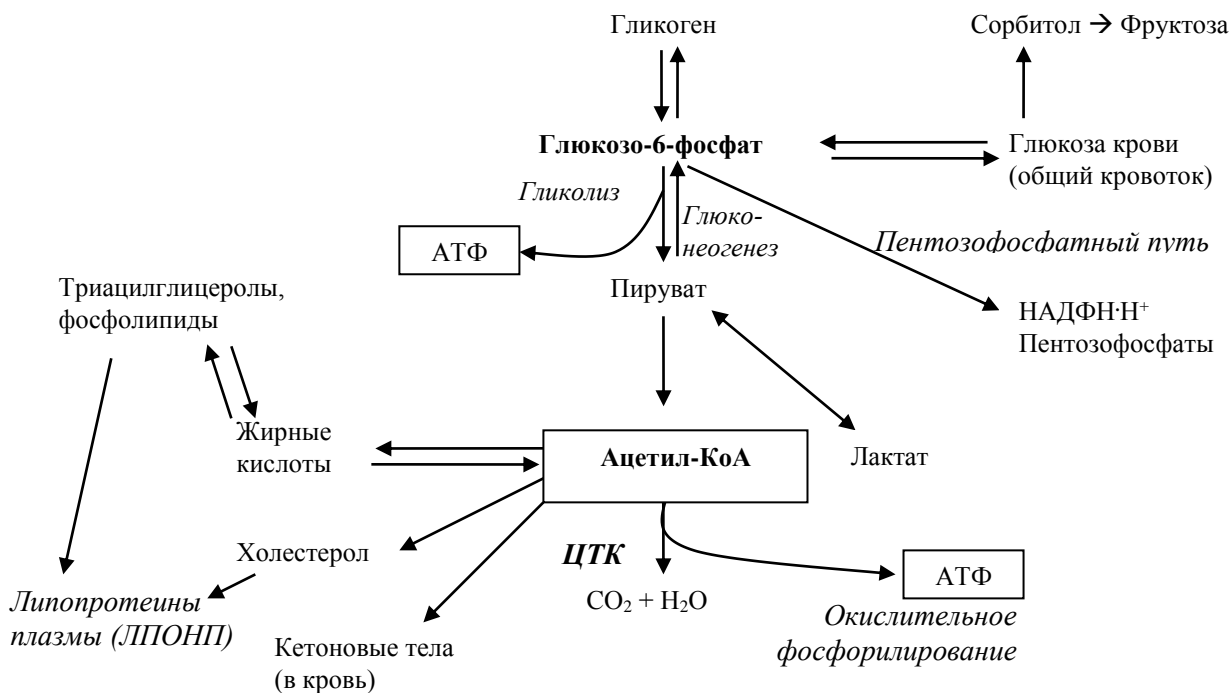 Гликоген
Сорбитол → Фруктоза
Глюкозо-6-фосфат
Глюкоза крови
(общий кровоток)
Гликолиз
Глюко-
неогенез
АТФ
Пентозофосфатный путь
Триацилглицеролы,
фосфолипиды
Пируват
НАДФН·Н⁺
Пентозофосфаты
Жирные
кислоты
Ацетил-КоА
Лактат
Холестерол
ЦТК
АТФ
Липопротеины
плазмы (ЛПОНП)
CO₂ + H₂O
Окислительное
фосфорилирование
Кетоновые тела
(в кровь)